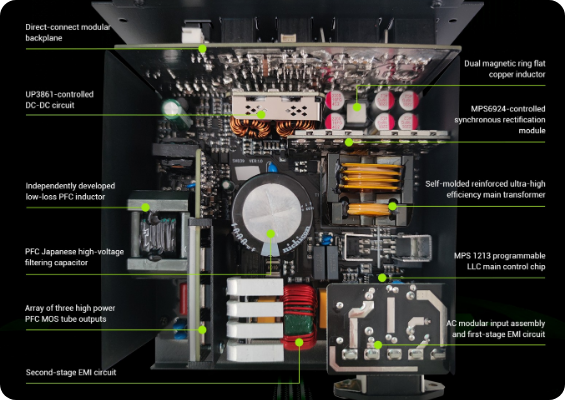 Direct-connect modular
backplane
UP3861-controlled
DC-DC circuit
Independently developed
low-loss PFC inductor
PFC Japanese high-voltage
filtering capacitor
Array of three high power
PFC MOS tube outputs
Second-stage EMI circuit
Dual magnetic ring flat
copper inductor
MPS6924-controlled
synchronous rectification
module
Self-molded reinforced ultra-high
efficiency main transformer
MPS 1213 programmable
LLC main control chip
AC modular input assembly
and first-stage EMI circuit
nichicon